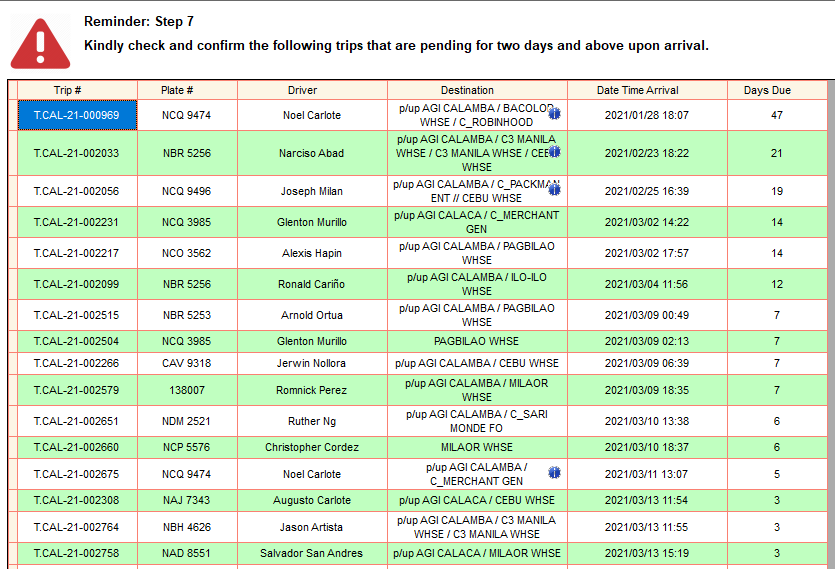 Reminder: Step 7
Kindly check and confirm the following trips that are pending for two days and above upon arrival.
Trip # Plate # Driver Destination Date Time Arrival Days Due
T.CAL-21-000969 NCQ 9474 Noel Carlote p/up AGI CALAMBA / BACOLOD WHSE / C_ROBINHOOD 2021/01/28 18:07 47
T.CAL-21-002033 NBR 5256 Narciso Abad p/up AGI CALAMBA / C3 MANILA WHSE / C3 MANILA WHSE / CEBU WHSE 2021/02/23 18:22 21
T.CAL-21-002056 NCQ 9496 Joseph Milan p/up AGI CALAMBA / C_PACKMAN ENT // CEBU WHSE 2021/02/25 16:39 19
T.CAL-21-002231 NCQ 3985 Glenton Murillo p/up AGI CALACA / C_MERCHANT GEN 2021/03/02 14:22 14
T.CAL-21-002217 NCO 3562 Alexis Hapin p/up AGI CALAMBA / PAGBILAO WHSE 2021/03/02 17:57 14
T.CAL-21-002099 NBR 5256 Ronald Cariño p/up AGI CALAMBA / ILO-ILO WHSE 2021/03/04 11:56 12
T.CAL-21-002515 NBR 5253 Arnold Ortua p/up AGI CALAMBA / PAGBILAO WHSE 2021/03/09 00:49 7
T.CAL-21-002504 NCQ 3985 Glenton Murillo PAGBILAO WHSE 2021/03/09 02:13 7
T.CAL-21-002266 CAV 9318 Jerwin Nollora p/up AGI CALAMBA / CEBU WHSE 2021/03/09 06:39 7
T.CAL-21-002579 138007 Romnick Perez p/up AGI CALAMBA / MILAOR WHSE 2021/03/09 18:35 7
T.CAL-21-002651 NDM 2521 Ruther Ng p/up AGI CALAMBA / C_SARI MONDE FO 2021/03/10 13:38 6
T.CAL-21-002660 NCP 5576 Christopher Cordez MILAOR WHSE 2021/03/10 18:37 6
T.CAL-21-002675 NCQ 9474 Noel Carlote p/up AGI CALAMBA / C_MERCHANT GEN 2021/03/11 13:07 5
T.CAL-21-002308 NAJ 7343 Augusto Carlote p/up AGI CALACA / CEBU WHSE 2021/03/13 11:54 3
T.CAL-21-002764 NBH 4626 Jason Artista p/up AGI CALAMBA / C3 MANILA WHSE / C3 MANILA WHSE 2021/03/13 11:55 3
T.CAL-21-002758 NAD 8551 Salvador San Andres p/up AGI CALACA / MILAOR WHSE 2021/03/13 15:19 3